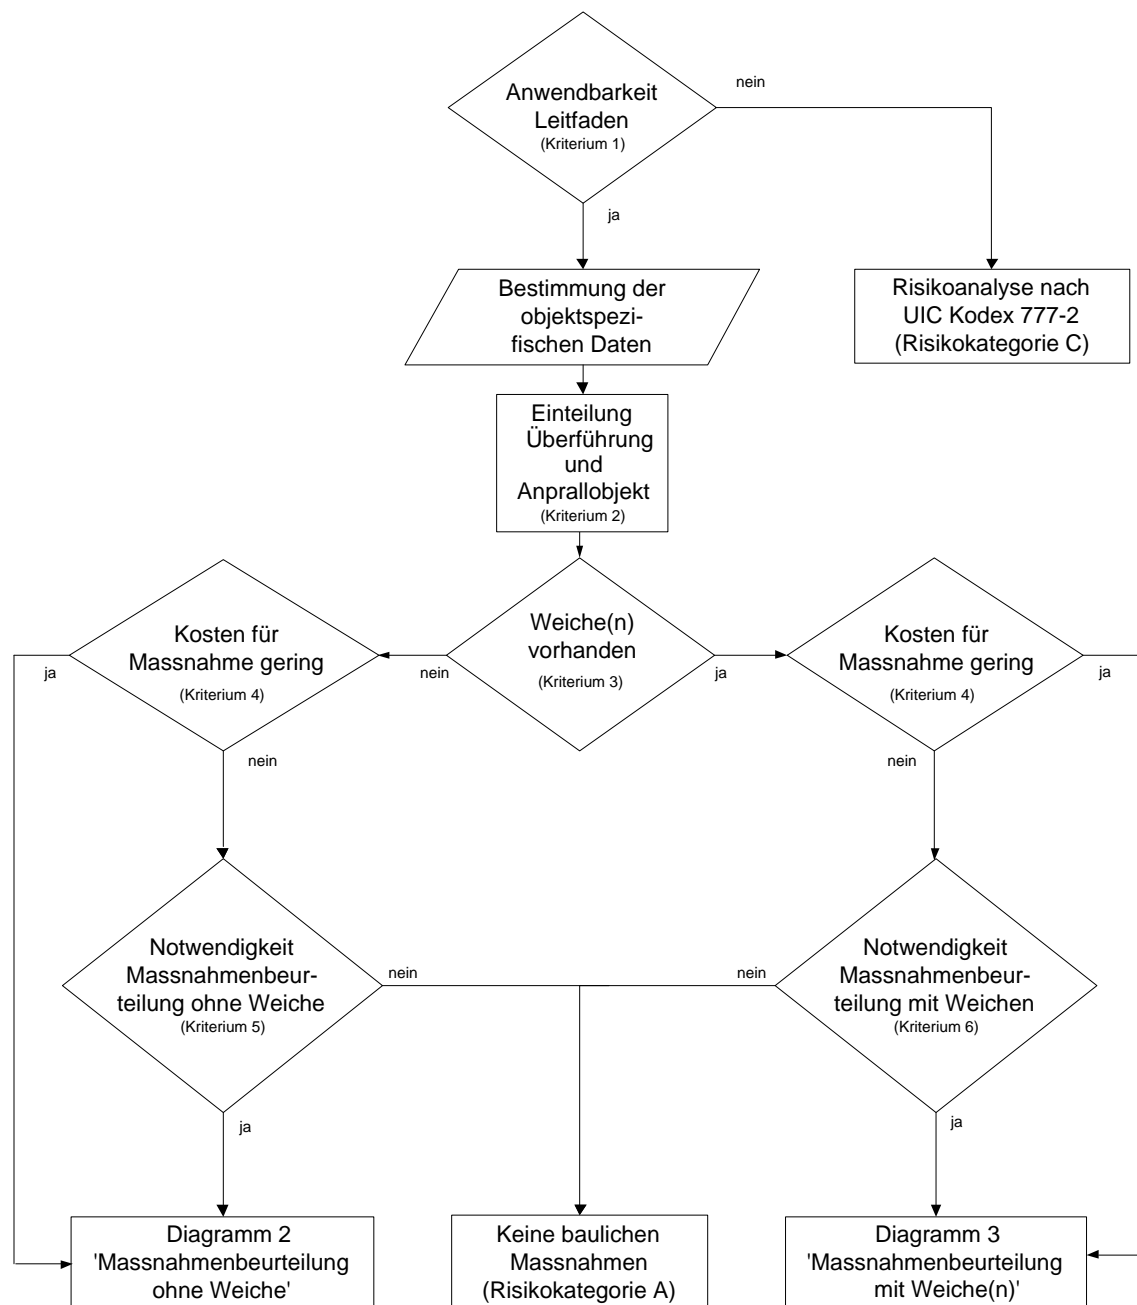 Anwendbarkeit
Leitfaden
(Kriterium 1)
nein
ja
Bestimmung der
objektspezi-
fischen Daten
Risikoanalyse nach
UIC Kodex 777-2
(Risikokategorie C)
Einteilung
Überführung
und
Anprallobjekt
(Kriterium 2)
Kosten für
Massnahme gering
(Kriterium 4)
ja
nein
Weiche(n)
vorhanden
(Kriterium 3)
nein
ja
Kosten für
Massnahme gering
(Kriterium 4)
ja
nein
Notwendigkeit
Massnahmenbeur-
teilung ohne Weiche
(Kriterium 5)
nein
ja
Notwendigkeit
Massnahmenbeur-
teilung mit Weichen
(Kriterium 6)
nein
ja
Diagramm 2
'Massnahmenbeurteilung
ohne Weiche'
Keine baulichen
Massnahmen
(Risikokategorie A)
Diagramm 3
'Massnahmenbeurteilung
mit Weiche(n)'